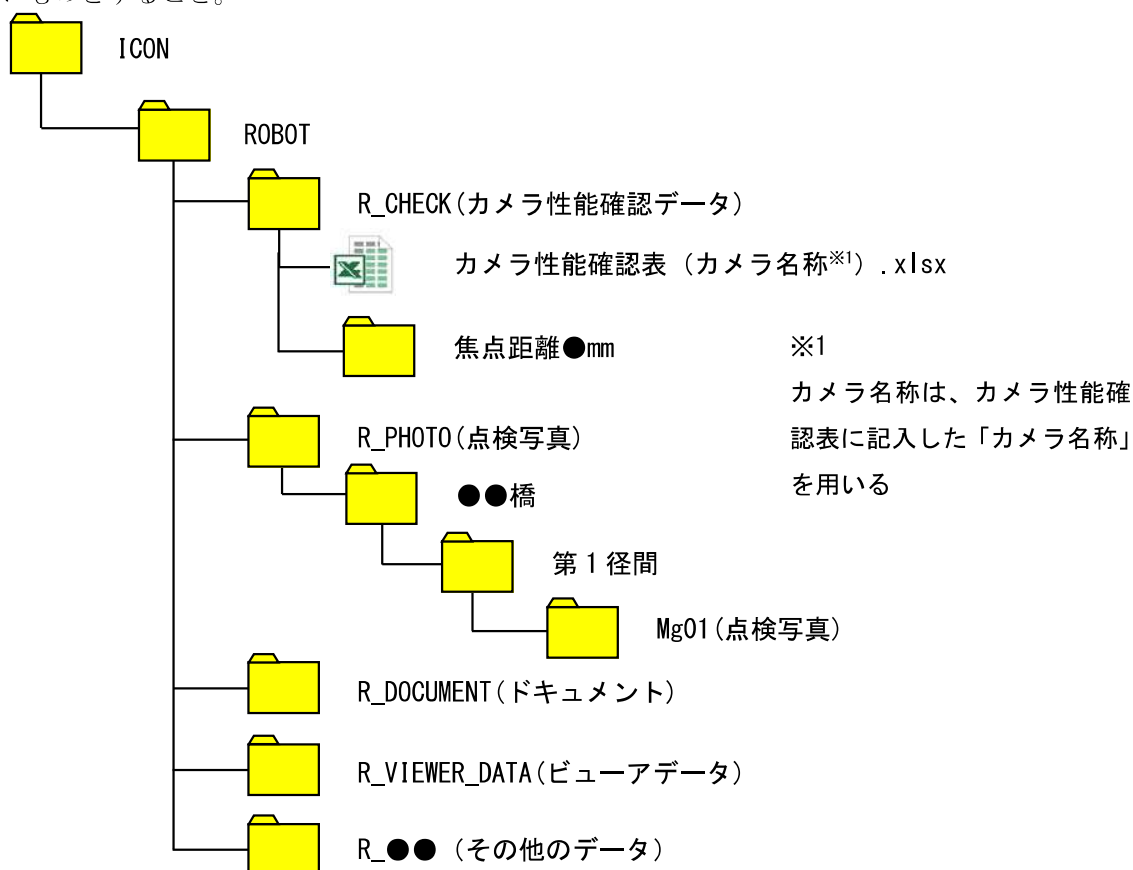 ICON
ROBOT
R_CHECK(カメラ性能確認データ)
カメラ性能確認表（カメラ名称※1）.xlsx
焦点距離●mm
※1
カメラ名称は、カメラ性能確
認表に記入した「カメラ名称」
を用いる
R_PHOTO(点検写真)
●●橋
第１径間
Mg01(点検写真)
R_DOCUMENT(ドキュメント)
R_VIEWER_DATA(ビューアデータ)
R_●●（その他のデータ）